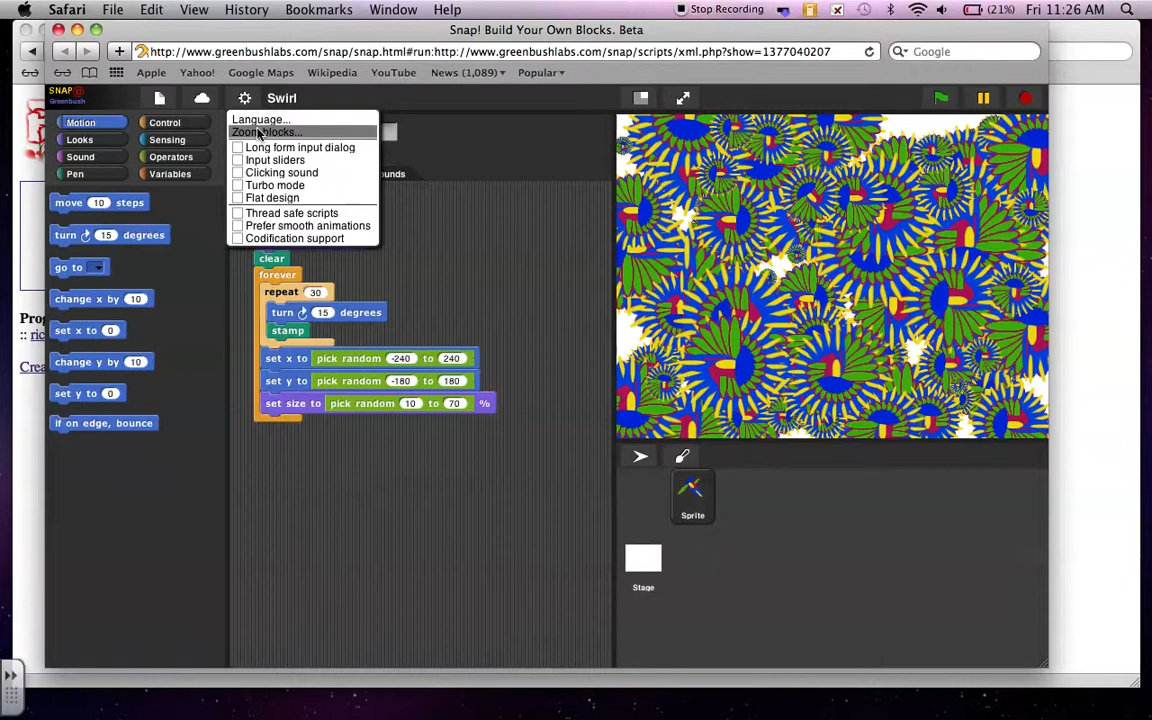 Safari File Edit View History Bookmarks Window Help Stop Recording (21%) Fri 11:26 AM
Snap! Build Your Own Blocks. Beta
http://www.greenbushlabs.com/snap/snap.html#run:http://www.greenbushlabs.com/snap/scripts/xml.php?show=1377040207 Google
Apple Yahoo! Google Maps Wikipedia YouTube News (1,089) Popular
SNAP@
Greenbush
Swirl
Motion Control
Looks Sensing
Sound Operators
Pen Variables
Language...
Zoom blocks...
Long form input dialog
Input sliders
Clicking sound
Turbo mode
Flat design
Thread safe scripts
Prefer smooth animations
Codification support
move 10 steps
turn 15 degrees
go to
change x by 10
set x to 0
change y by 10
set y to 0
if on edge, bounce
clear
forever
repeat 30
turn 15 degrees
stamp
set x to pick random -240 to 240
set y to pick random -180 to 180
set size to pick random 10 to 70 %
Sprite
Stage